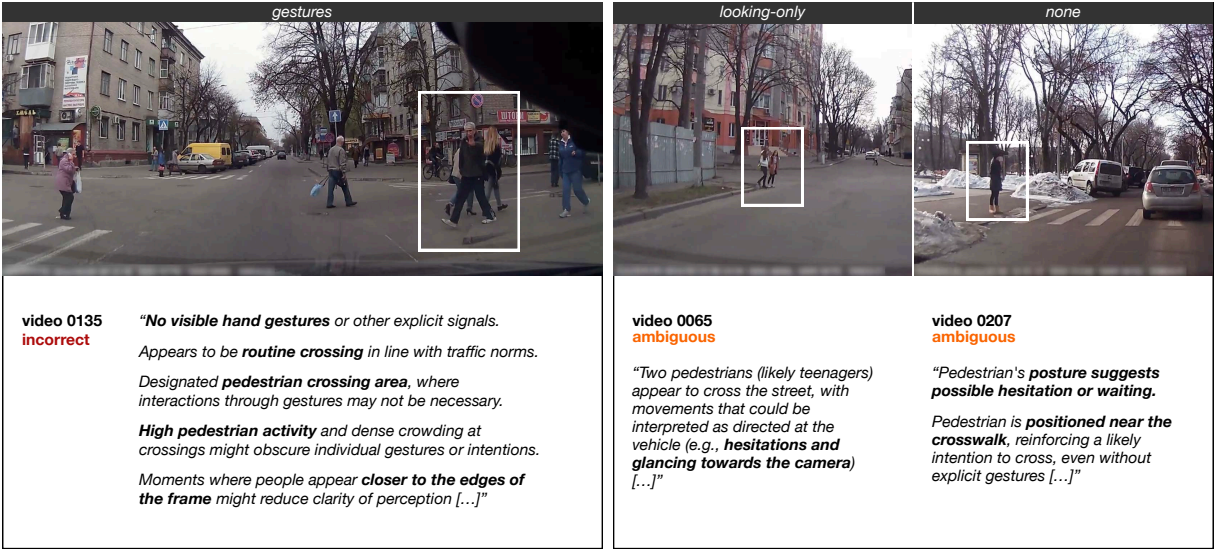 gestures
looking-only
none
video 0135
incorrect
“No visible hand gestures or other explicit signals.
Appears to be routine crossing in line with traffic norms.
Designated pedestrian crossing area, where
interactions through gestures may not be necessary.
High pedestrian activity and dense crowding at
crossings might obscure individual gestures or intentions.
Moments where people appear closer to the edges of
the frame might reduce clarity of perception […]”
video 0065
ambiguous
“Two pedestrians (likely teenagers)
appear to cross the street, with
movements that could be
interpreted as directed at the
vehicle (e.g., hesitations and
glancing towards the camera)
[…]”
video 0207
ambiguous
“Pedestrian's posture suggests
possible hesitation or waiting.
Pedestrian is positioned near the
crosswalk, reinforcing a likely
intention to cross, even without
explicit gestures […]”